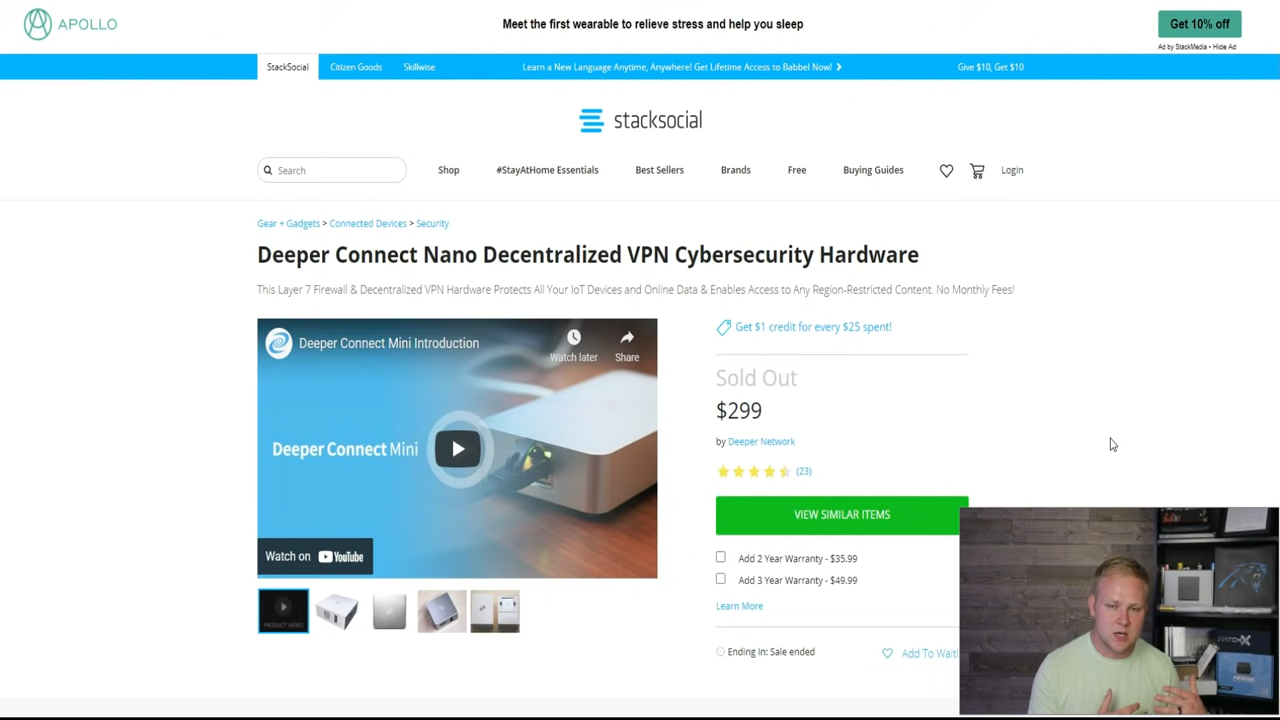 APOLLO
Meet the first wearable to relieve stress and help you sleep
Get 10% off
Ad by StackMedia • Hide Ad
StackSocial
Citizen Goods
Skillwise
Learn a New Language Anytime, Anywhere! Get Lifetime Access to Babbel Now!
Give $10, Get $10
stacksocial
Search
Shop
#StayAtHome Essentials
Best Sellers
Brands
Free
Buying Guides
Login
Gear + Gadgets > Connected Devices > Security
Deeper Connect Nano Decentralized VPN Cybersecurity Hardware
This Layer 7 Firewall & Decentralized VPN Hardware Protects All Your IoT Devices and Online Data & Enables Access to Any Region-Restricted Content. No Monthly Fees!
Deeper Connect Mini Introduction
Watch later
Share
Deeper Connect Mini
Watch on YouTube
PRODUCT VIDEO
Get $1 credit for every $25 spent!
Sold Out
$299
by Deeper Network
(23)
VIEW SIMILAR ITEMS
Add 2 Year Warranty - $35.99
Add 3 Year Warranty - $49.99
Learn More
Ending In: Sale ended
Add To Waitl